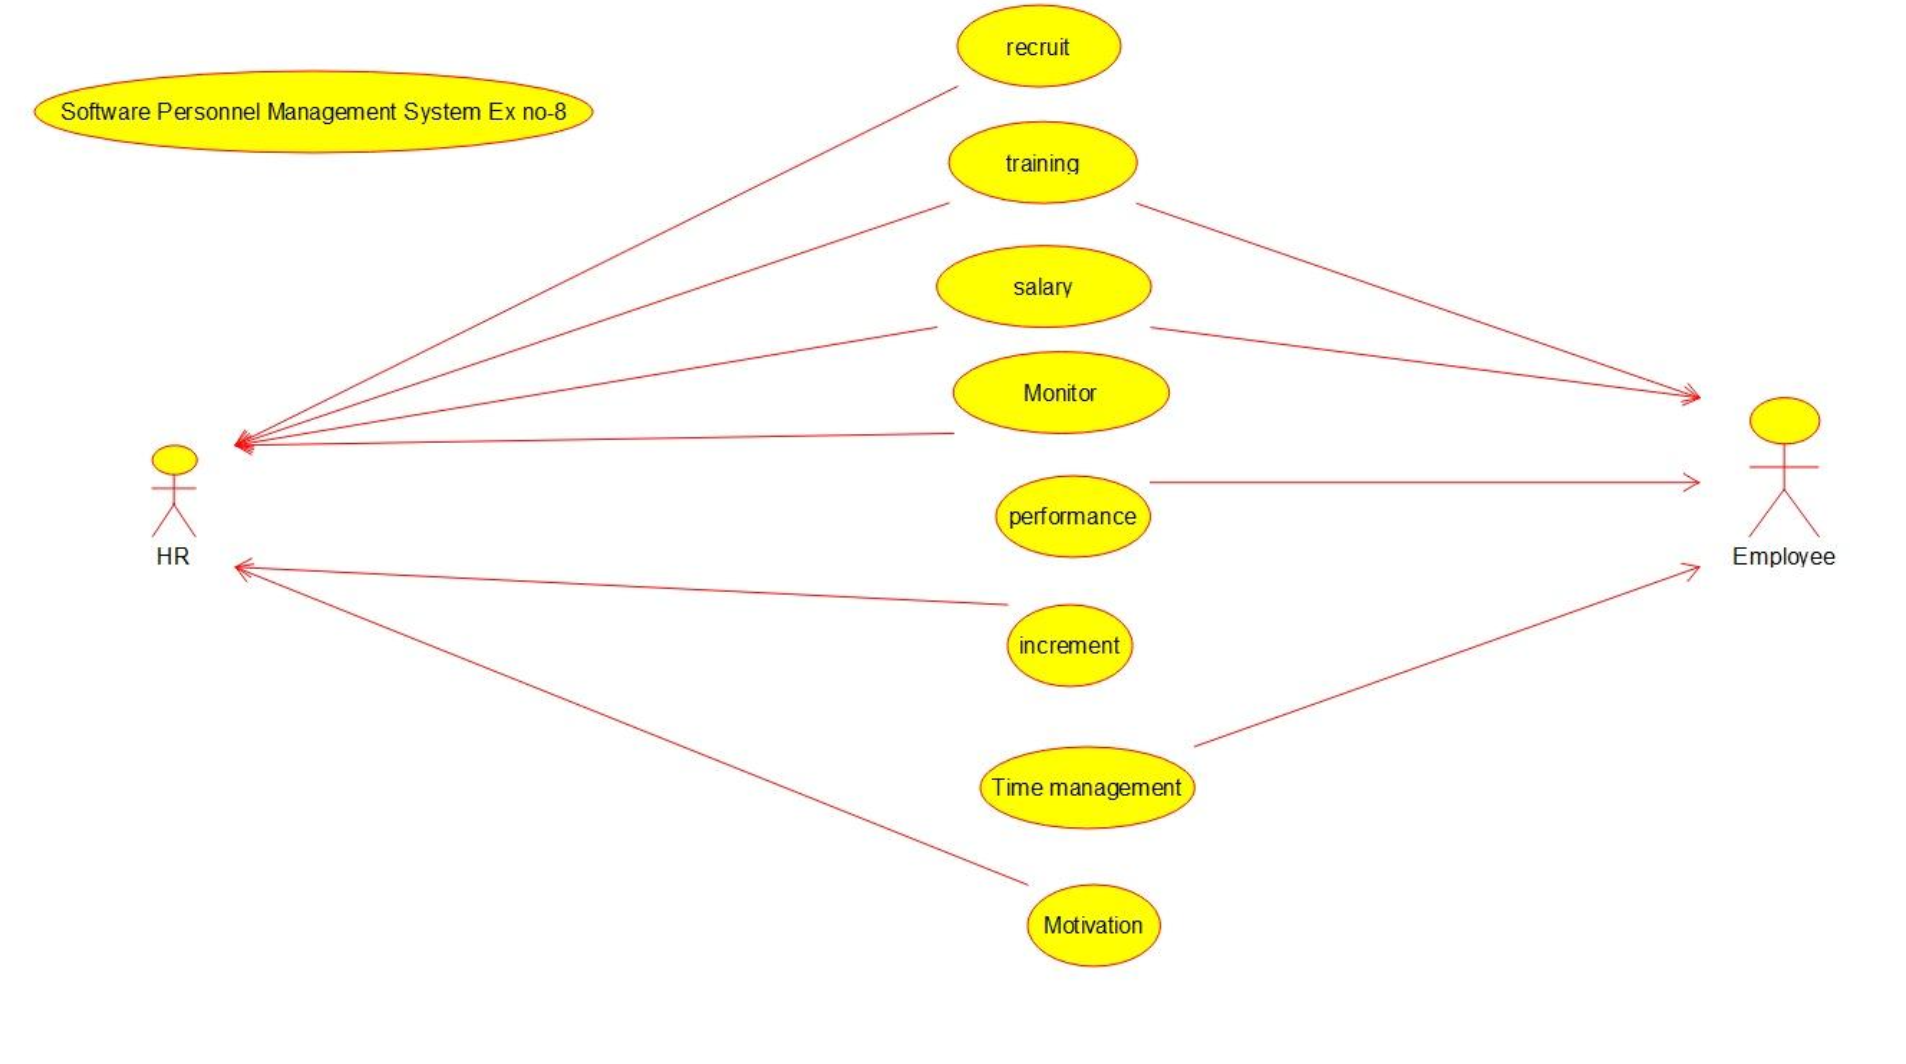 Software Personnel Management System Ex no-8
recruit
training
salary
Monitor
performance
increment
Time management
Motivation
HR
Employee